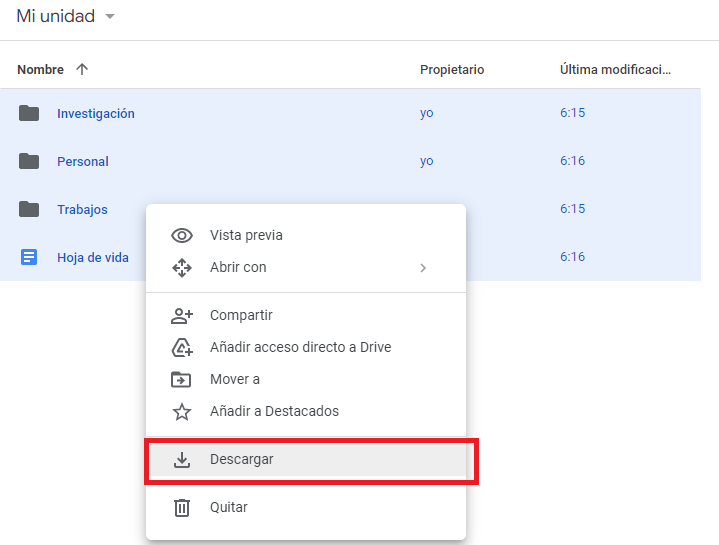 Mi unidad
Nombre Propietario Última modificaci...
Investigación yo 6:15
Personal yo 6:16
Trabajos 6:15
Hoja de vida 6:16
Vista previa
Abrir con
Compartir
Añadir acceso directo a Drive
Mover a
Añadir a Destacados
Descargar
Quitar